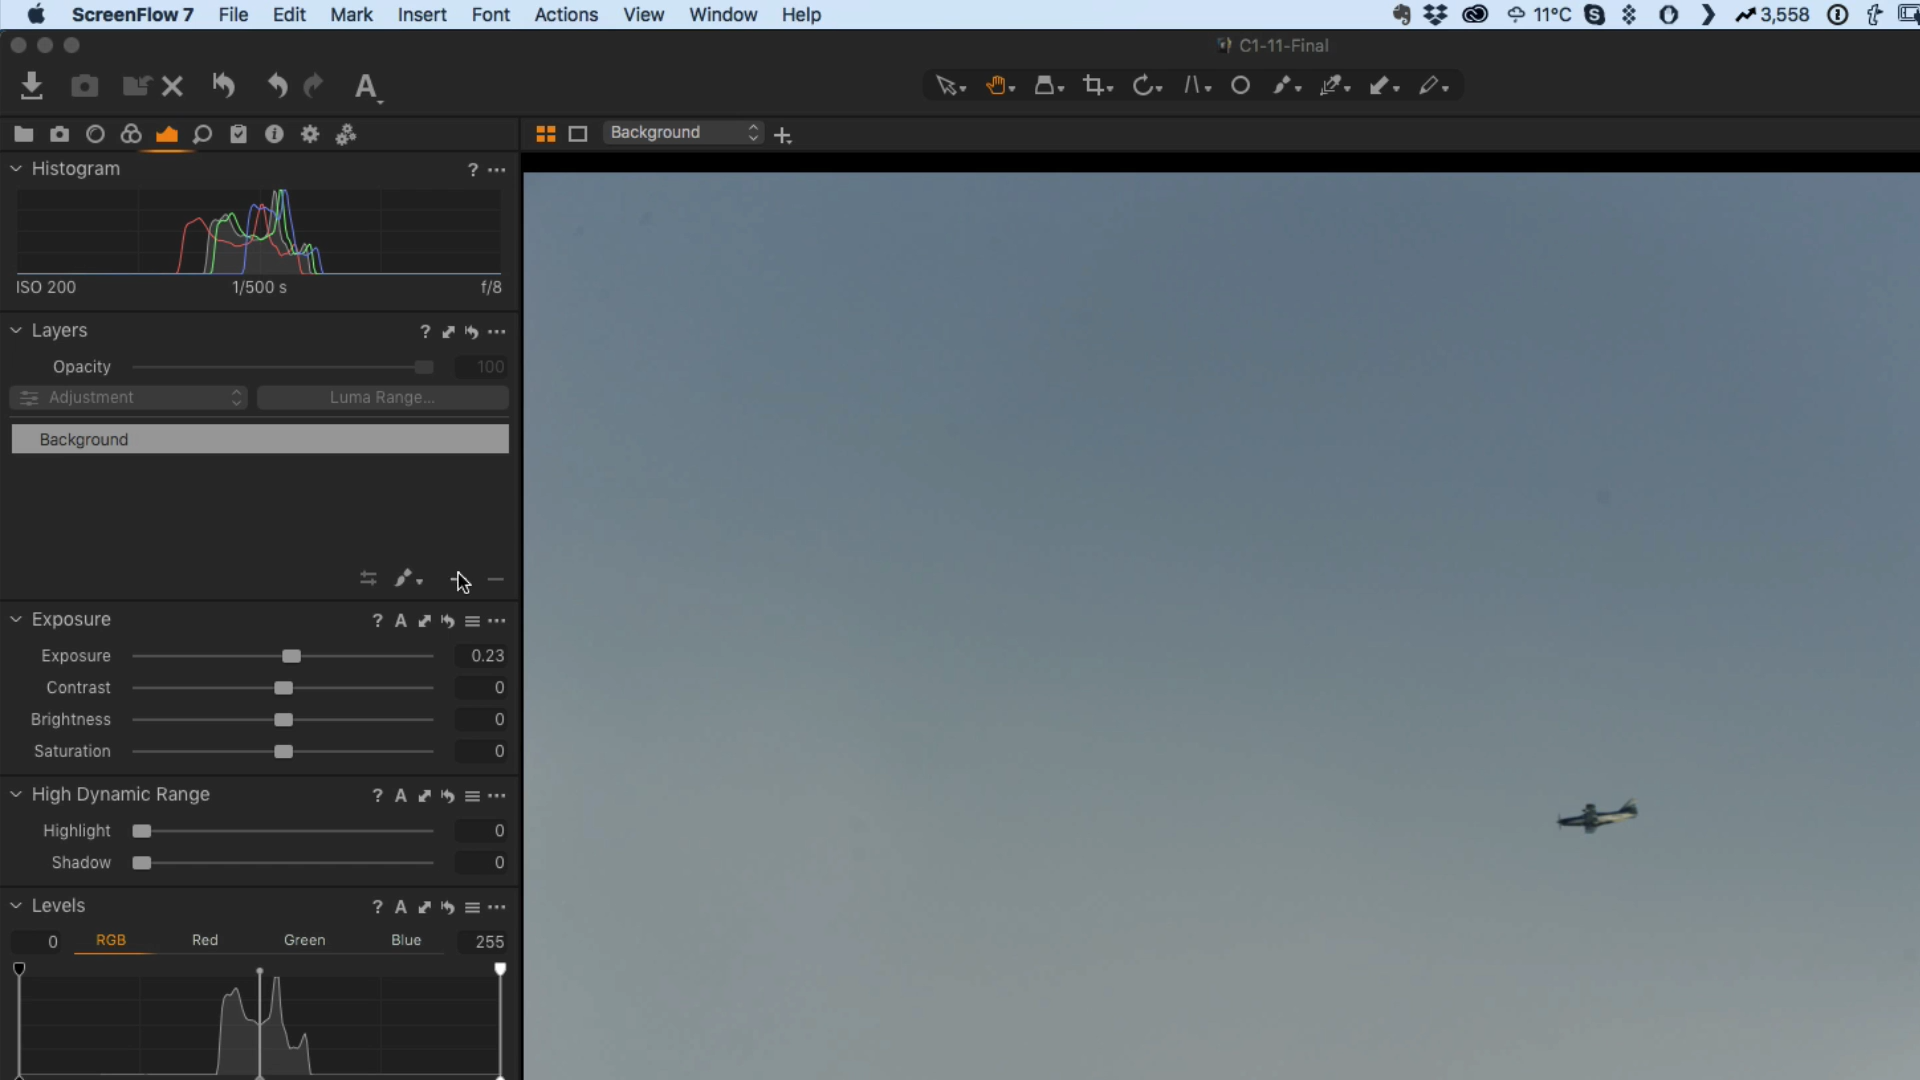 ScreenFlow 7 File Edit Mark Insert Font Actions View Window Help 11°C 3,558
C1-11-Final
A
Background
Histogram ?
ISO 200 1/500 s f/8
Layers ?
Opacity 100
Adjustment Luma Range...
Background
Exposure ? A
Exposure 0.23
Contrast 0
Brightness 0
Saturation 0
High Dynamic Range ? A
Highlight 0
Shadow 0
Levels ? A
0 RGB Red Green Blue 255